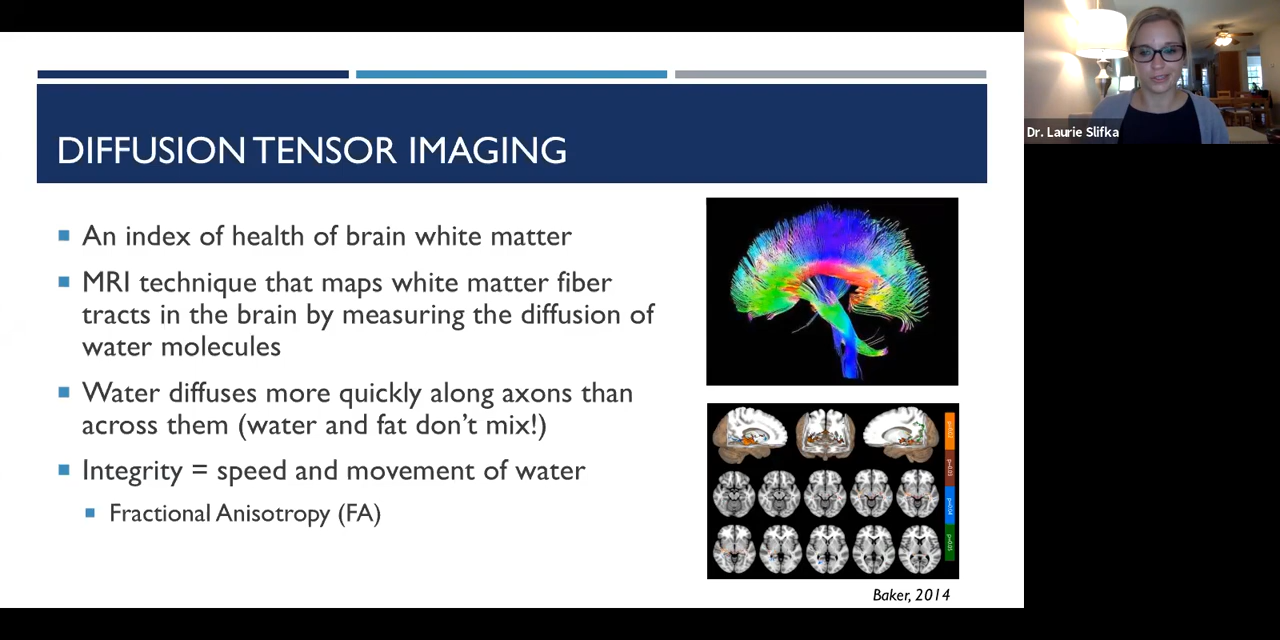 DIFFUSION TENSOR IMAGING
An index of health of brain white matter
MRI technique that maps white matter fiber
tracts in the brain by measuring the diffusion of
water molecules
Water diffuses more quickly along axons than
across them (water and fat don't mix!)
Integrity = speed and movement of water
Fractional Anisotropy (FA)
Baker, 2014
Dr. Laurie Slifka